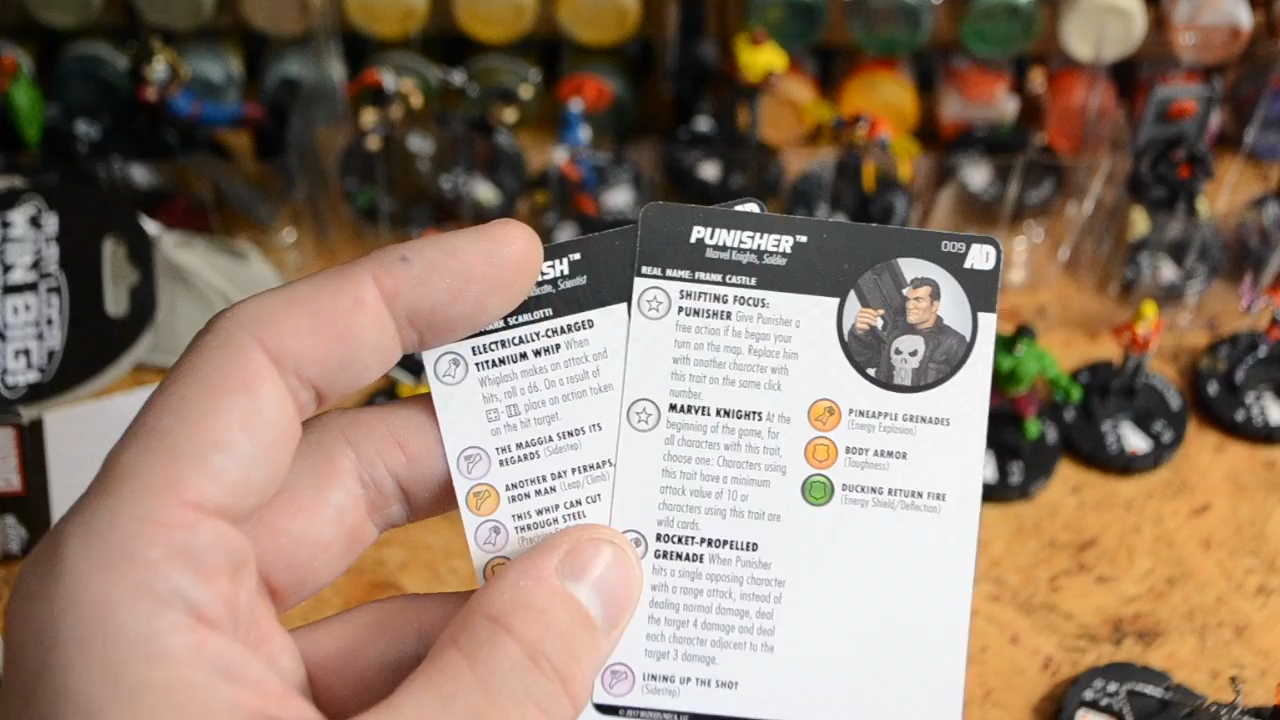 WIN BIG!
SH™
dicate, Scientist
ARK SCARLOTTI
ELECTRICALLY-CHARGED
TITANIUM WHIP When
Whiplash makes an attack and
hits, roll a d6. On a result of
- , place an action token
on the hit target.
THE MAGGIA SENDS ITS
REGARDS (Sidestep)
ANOTHER DAY PERHAPS,
IRON MAN (Leap/Climb)
THIS WHIP CAN CUT
THROUGH STEEL
PUNISHER™
Marvel Knights, Soldier
009 AD
REAL NAME: FRANK CASTLE
SHIFTING FOCUS:
PUNISHER Give Punisher a
free action if he began your
turn on the map. Replace him
with another character with
this trait on the same click
number.
MARVEL KNIGHTS At the
beginning of the game, for
all characters with this trait,
choose one: Characters using
this trait have a minimum
attack value of 10 or
characters using this trait are
wild cards.
ROCKET-PROPELLED
GRENADE When Punisher
hits a single opposing character
with a range attack, instead of
dealing normal damage, deal
the target 4 damage and deal
each character adjacent to the
target 3 damage.
LINING UP THE SHOT
(Sidestep)
PINEAPPLE GRENADES
(Energy Explosion)
BODY ARMOR
(Toughness)
DUCKING RETURN FIRE
(Energy Shield/Deflection)
© 2017 WIZKIDS/NECA, LLC